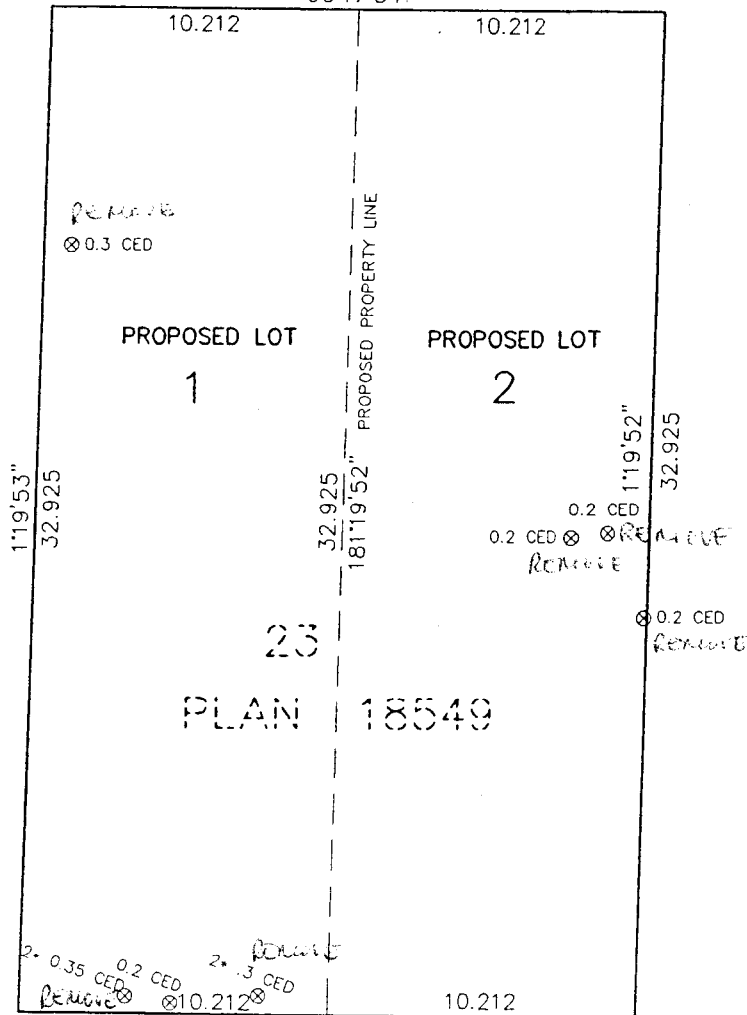 10.212 10.212
REMOVE
0.3 CED
PROPOSED PROPERTY LINE
PROPOSED LOT
1
PROPOSED LOT
2
1°19'53"
32.925
32.925
181°19'52"
1°19'52"
32.925
0.2 CED
0.2 CED REMOVE
REMOVE
0.2 CED
REMOVE
23
PLAN 18549
REMOVE
2* 0.35 CED 0.2 CED 2* .3 CED
REMOVE 10.212 10.212